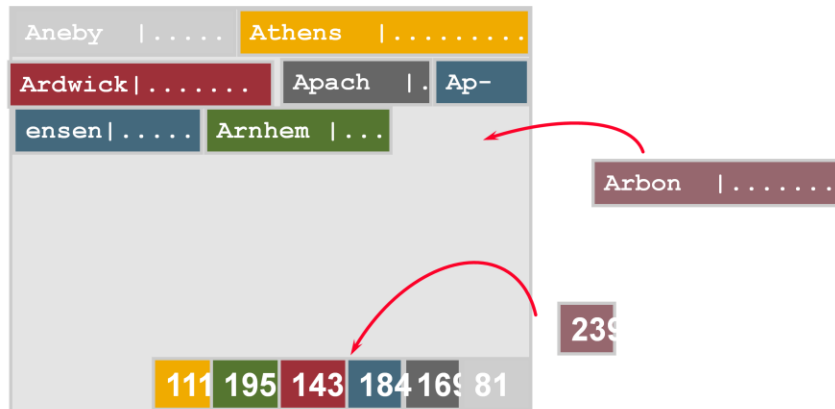 Aneby |..... Athens |.........
Ardwick|....... Apach |. Ap-
ensen|..... Arnhem |...
Arbon |.......
239
111 195 143 184 169 81